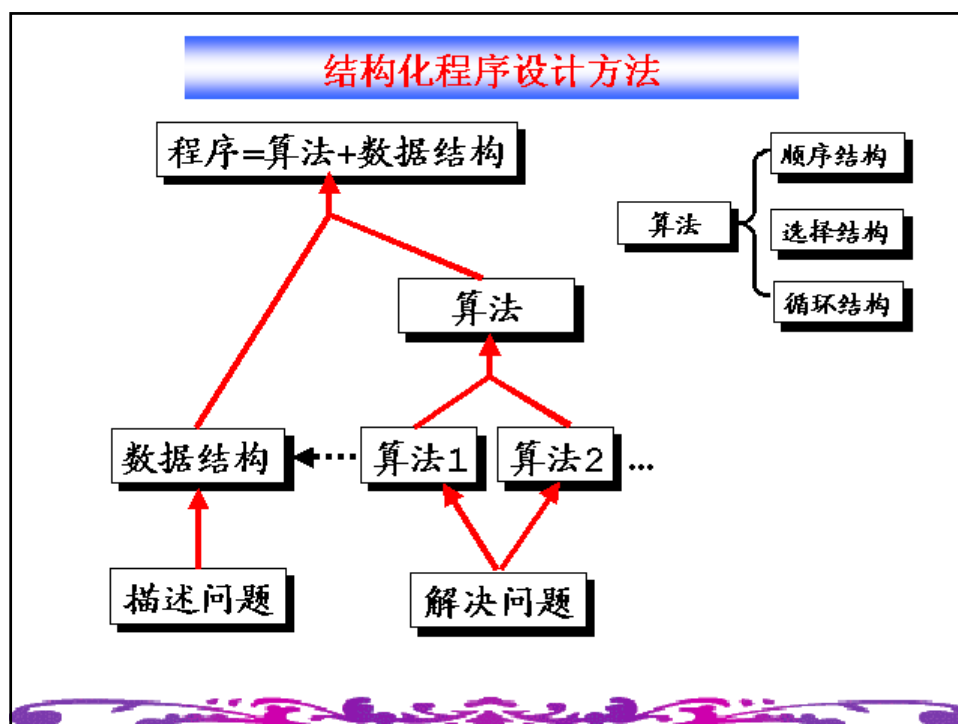 结构化程序设计方法
程序=算法+数据结构
顺序结构
算法
选择结构
算法
循环结构
数据结构
算法1
算法2
...
描述问题
解决问题